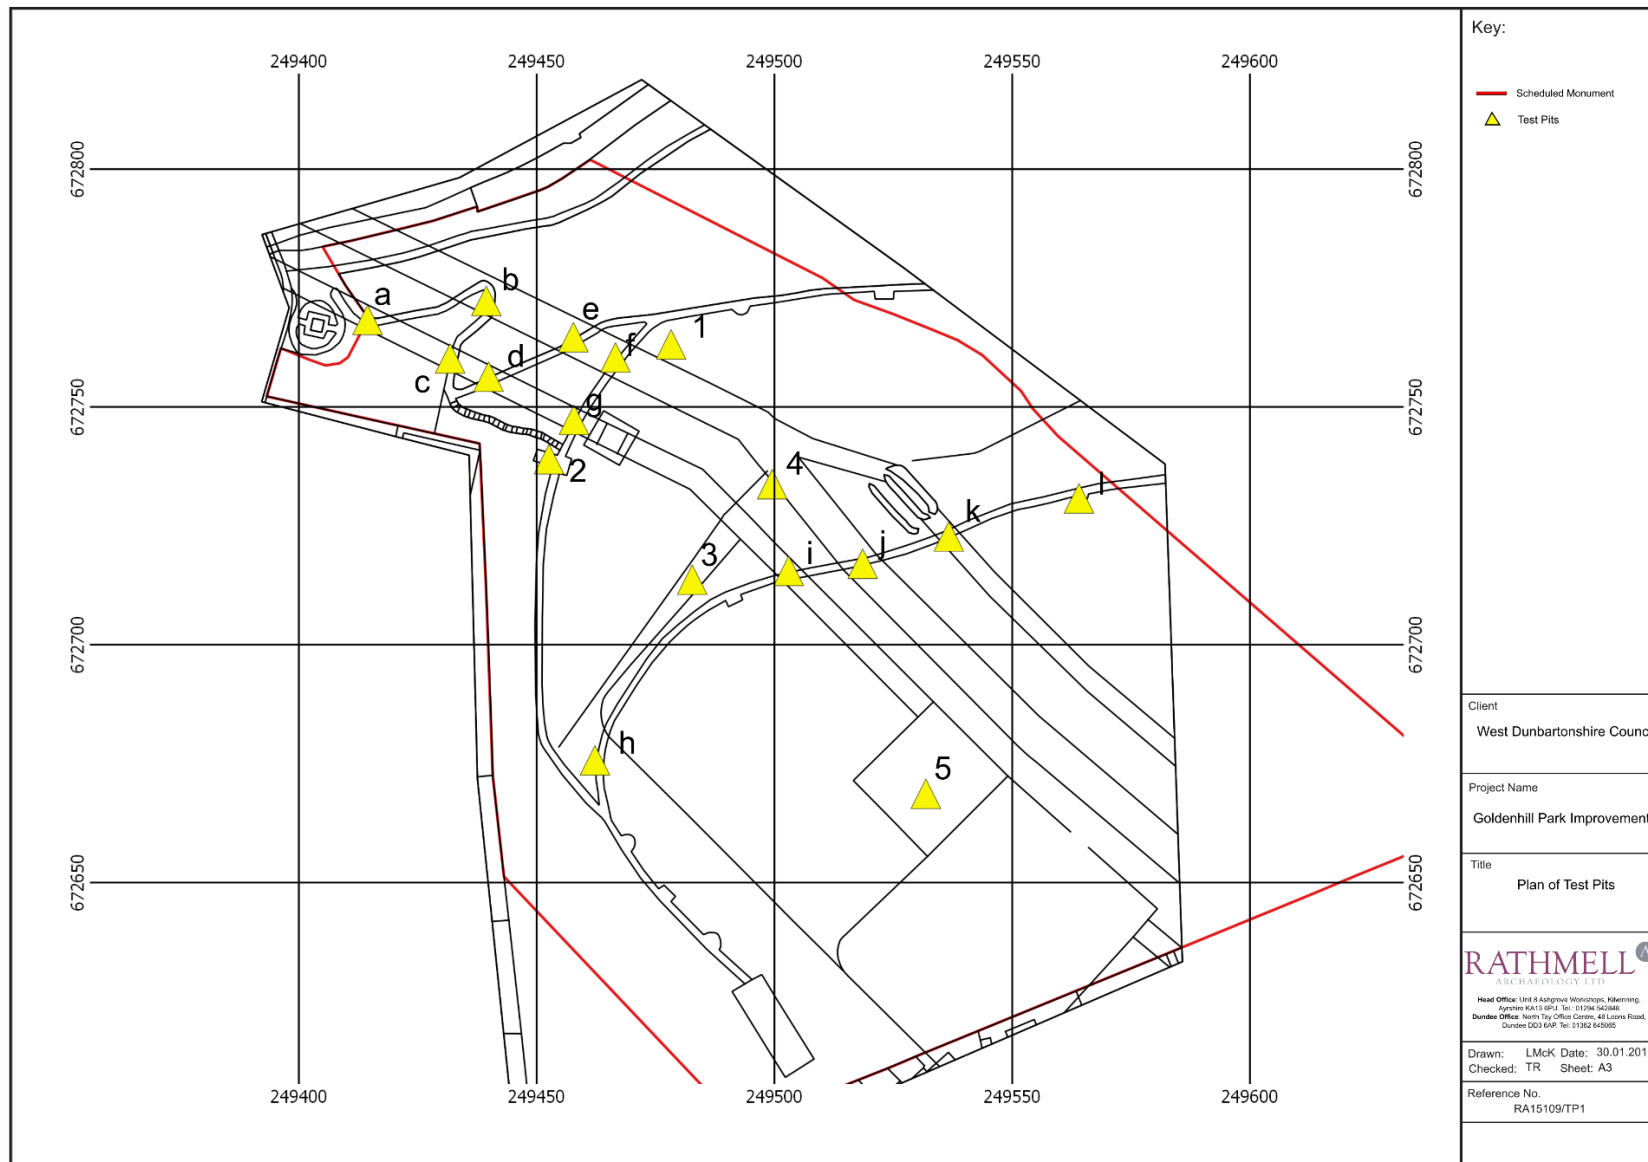 249400 249450 249500 249550 249600
672800 672800
672750 672750
672700 672700
672650 672650
a
b
c
d
e
f
g
1
2
3
4
i
j
k
l
h
5
249400 249450 249500 249550 249600
Key:
Scheduled Monument
Test Pits
Client
West Dunbartonshire Counc
Project Name
Goldenhill Park Improvement
Title
Plan of Test Pits
RATHMELL A
ARCHAEOLOGY LTD
Head Office: Unit 8 Ashgrove Workshops, Kilwinning,
Ayrshire KA13 6PU. Tel.: 01294 542848
Dundee Office: North Tay Office Centre, 48 Loons Road,
Dundee DD3 6AP. Tel: 01382 645065
Drawn: LMcK Date: 30.01.201
Checked: TR Sheet: A3
Reference No.
RA15109/TP1